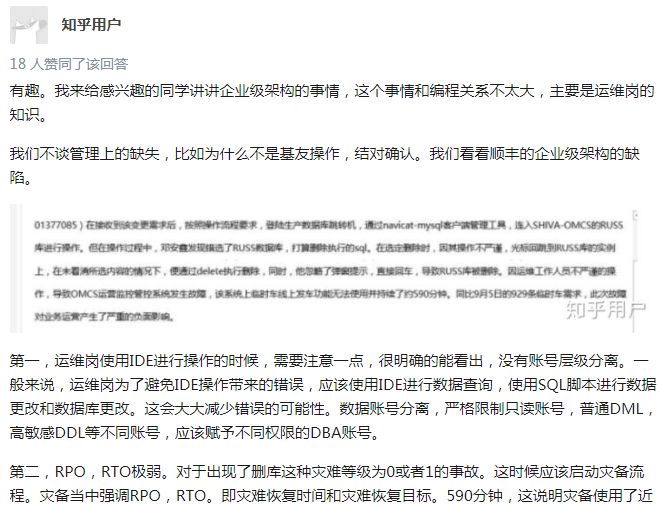 知乎用户
18 人赞同了该回答
有趣。我来给感兴趣的同学讲讲企业级架构的事情，这个事情和编程关系不太大，主要是运维岗的
知识。
我们不谈管理上的缺失，比如为什么不是基友操作，结对确认。我们看看顺丰的企业级架构的缺
陷。
01377085）在接收到该变更需求后，按照操作流程要求，登陆生产数据库跳转机，通过navicat-mysql客户端管理工具，连入SHIVA-OMCS的RUSS
库进行操作。但在操作过程中，邓安鑫发现错选了RUSS数据库，打算删除执行的sql。在选定删除时，因其操作不严谨，光标回跳到RUSS库的实例
上，在未看清所选内容的情况下，便通过delete执行删除，同时，他忽略了弹窗提示，直接回车，导致RUSS库被删除。因运维工作人员不严谨的操
作，导致OMCS运营监控管控系统发生故障，该系统上临时车线上发车功能无法使用并持续了约590分钟。同比9月5日的929条临时车需求，此次故障
对业务运营产生了严重的负面影响。
知乎用户
第一，运维岗使用IDE进行操作的时候，需要注意一点，很明确的能看出，没有账号层级分离。一
般来说，运维岗为了避免IDE操作带来的错误，应该使用IDE进行数据查询，使用SQL脚本进行数据
更改和数据库更改。这会大大减少错误的可能性。数据账号分离，严格限制只读账号，普通DML，
高敏感DDL等不同账号，应该赋予不同权限的DBA账号。
第二，RPO，RTO极弱。对于出现了删库这种灾难等级为0或者1的事故。这时候应该启动灾备流
程。灾备当中强调RPO，RTO。即灾难恢复时间和灾难恢复目标。590分钟，这说明灾备使用了近